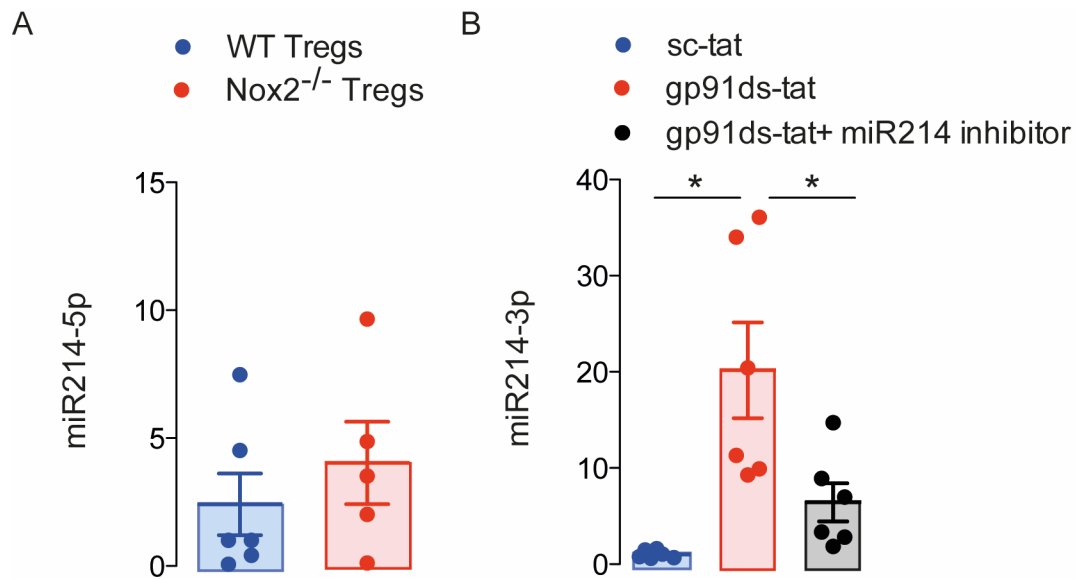 A
WT Tregs
Nox2-/- Tregs
15
10
5
0
miR214-5p
B
sc-tat
gp91ds-tat
gp91ds-tat+ miR214 inhibitor
40
30
20
10
0
miR214-3p
*
*